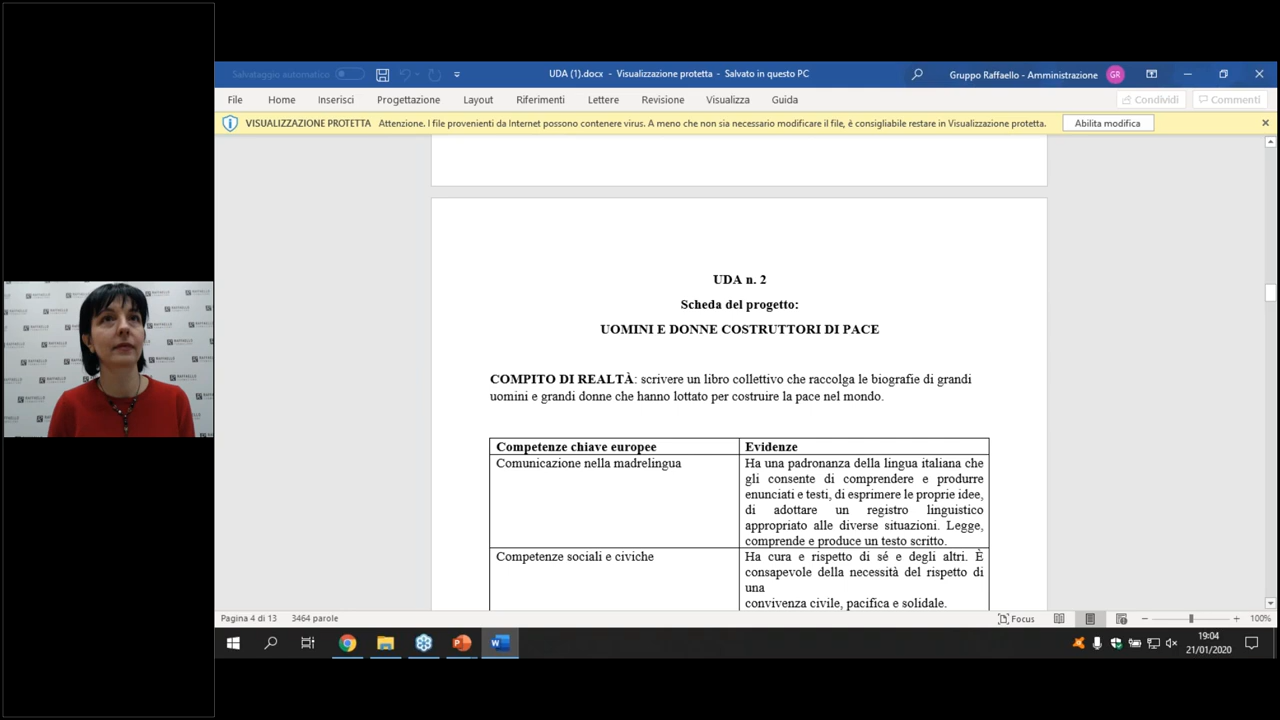 Salvataggio automatico
UDA (1).docx - Visualizzazione protetta - Salvato in questo PC
Gruppo Raffaello - Amministrazione
GR
File Home Inserisci Progettazione Layout Riferimenti Lettere Revisione Visualizza Guida
Condividi Commenti
VISUALIZZAZIONE PROTETTA Attenzione. I file provenienti da Internet possono contenere virus. A meno che non sia necessario modificare il file, è consigliabile restare in Visualizzazione protetta.
Abilita modifica
UDA n. 2
Scheda del progetto:
UOMINI E DONNE COSTRUTTORI DI PACE
COMPITO DI REALTÀ: scrivere un libro collettivo che raccolga le biografie di grandi
uomini e grandi donne che hanno lottato per costruire la pace nel mondo.
Competenze chiave europee
Evidenze
Comunicazione nella madrelingua
Ha una padronanza della lingua italiana che
gli consente di comprendere e produrre
enunciati e testi, di esprimere le proprie idee,
di adottare un registro linguistico
appropriato alle diverse situazioni. Legge,
comprende e produce un testo scritto.
Competenze sociali e civiche
Ha cura e rispetto di sé e degli altri. È
consapevole della necessità del rispetto di
una
convivenza civile, pacifica e solidale.
Pagina 4 di 13 3464 parole
Focus
100%
19:04
21/01/2020